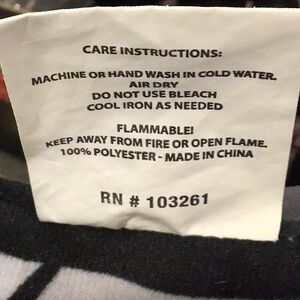 CARE INSTRUCTIONS:
MACHINE OR HAND WASH IN COLD WATER.
AIR DRY
DO NOT USE BLEACH
COOL IRON AS NEEDED
FLAMMABLE!
KEEP AWAY FROM FIRE OR OPEN FLAME.
100% POLYESTER - MADE IN CHINA
RN # 103261